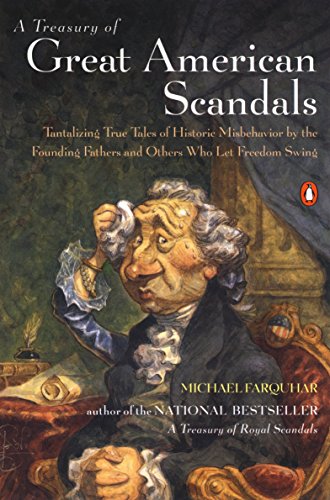 A Treasury of
Great American
Scandals
Tantalizing True Tales of Historic Misbehavior by the
Founding Fathers and Others Who Let Freedom Swing
MICHAEL FARQUHAR
author of the NATIONAL BESTSELLER
A Treasury of Royal Scandals